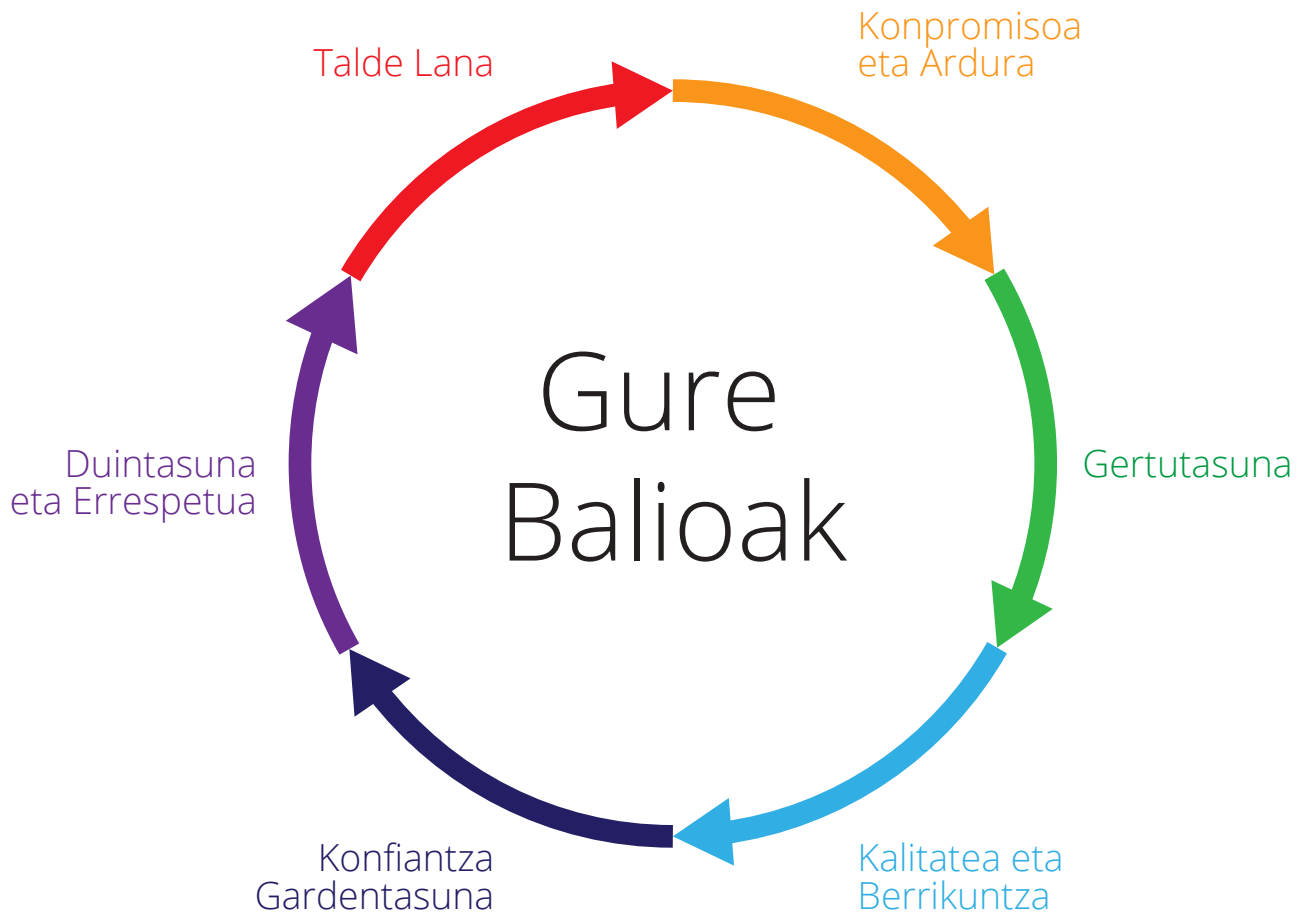 Talde Lana
Konpromisoa
eta Ardura
Gure
Balioak
Gertutasuna
Duintasuna
eta Errespetua
Konfiantza
Gardentasuna
Kalitatea eta
Berrikuntza